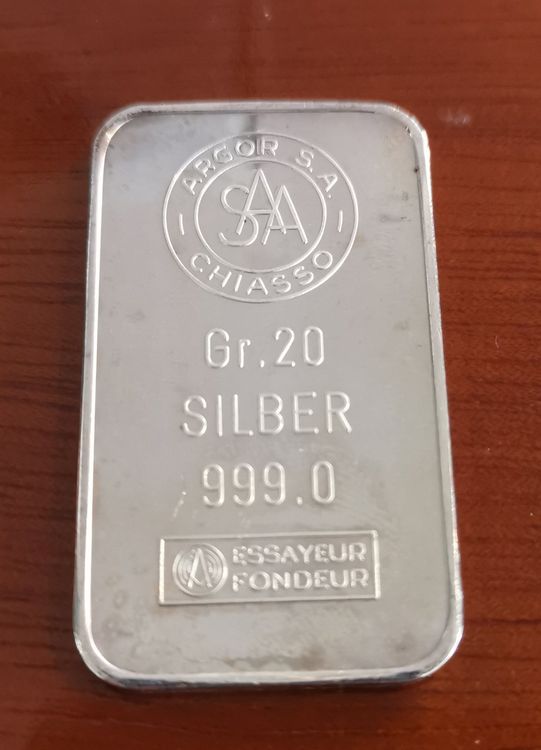 ARGOR S.A.
SAA
CHIASSO
Gr.20
SILBER
999.0
ESSAYEUR
FONDEUR